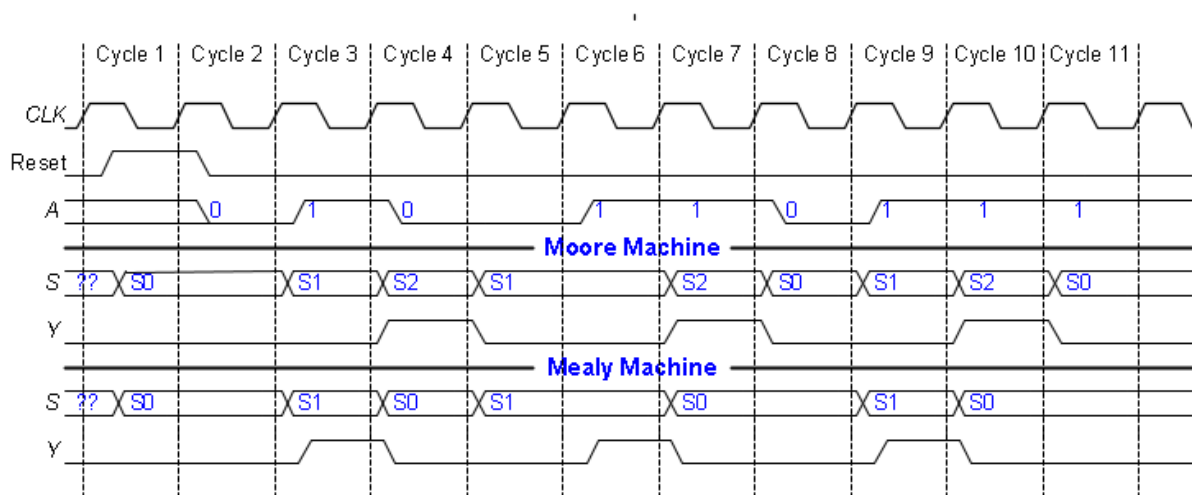 Cycle 1 Cycle 2 Cycle 3 Cycle 4 Cycle 5 Cycle 6 Cycle 7 Cycle 8 Cycle 9 Cycle 10 Cycle 11
CLK
Reset
A 0 1 0 1 1 0 1 1 1
Moore Machine
S ?? S0 S1 S2 S1 S2 S0 S1 S2 S0
Y
Mealy Machine
S ?? S0 S1 S0 S1 S0 S1 S0
Y